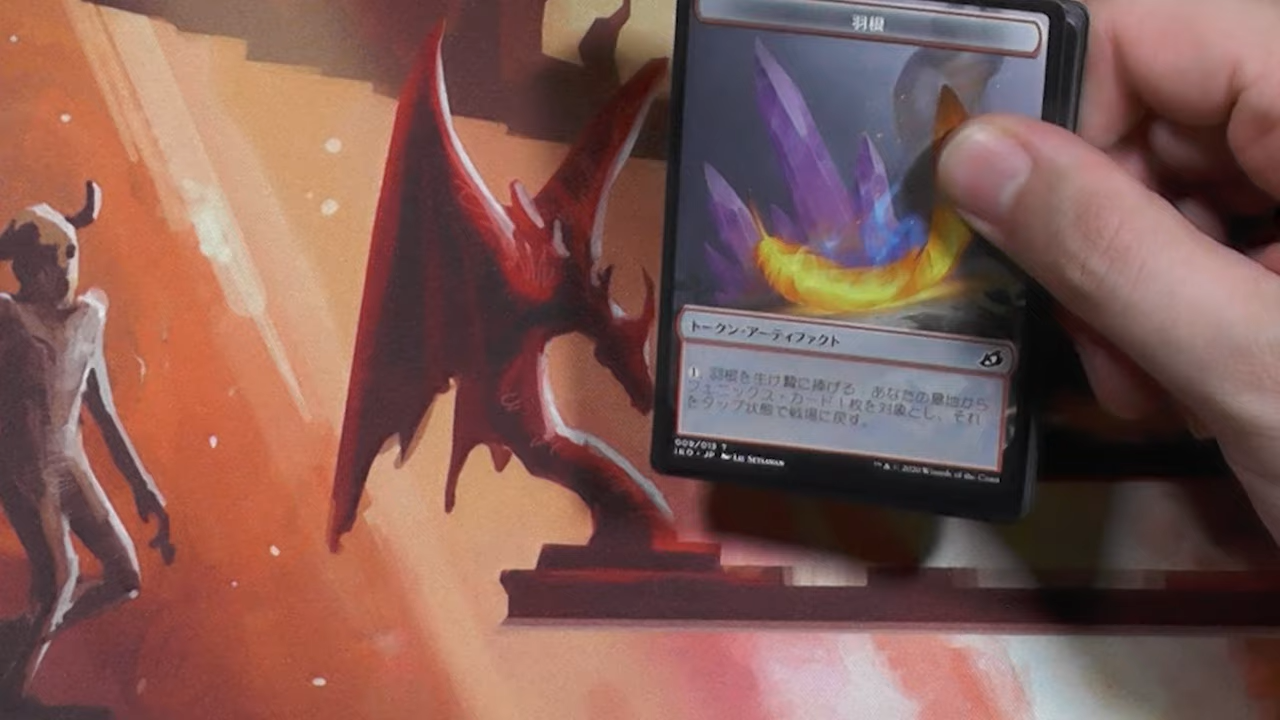 羽根
トークン・アーティファクト
①, 羽根を生け贄に捧げる：あなたの墓地から
フェニックス・カード１枚を対象とし、それ
をタップ状態で戦場に戻す。
009/013 T
IKO • JP Lie Setiawan
™ & © 2020 Wizards of the Coast